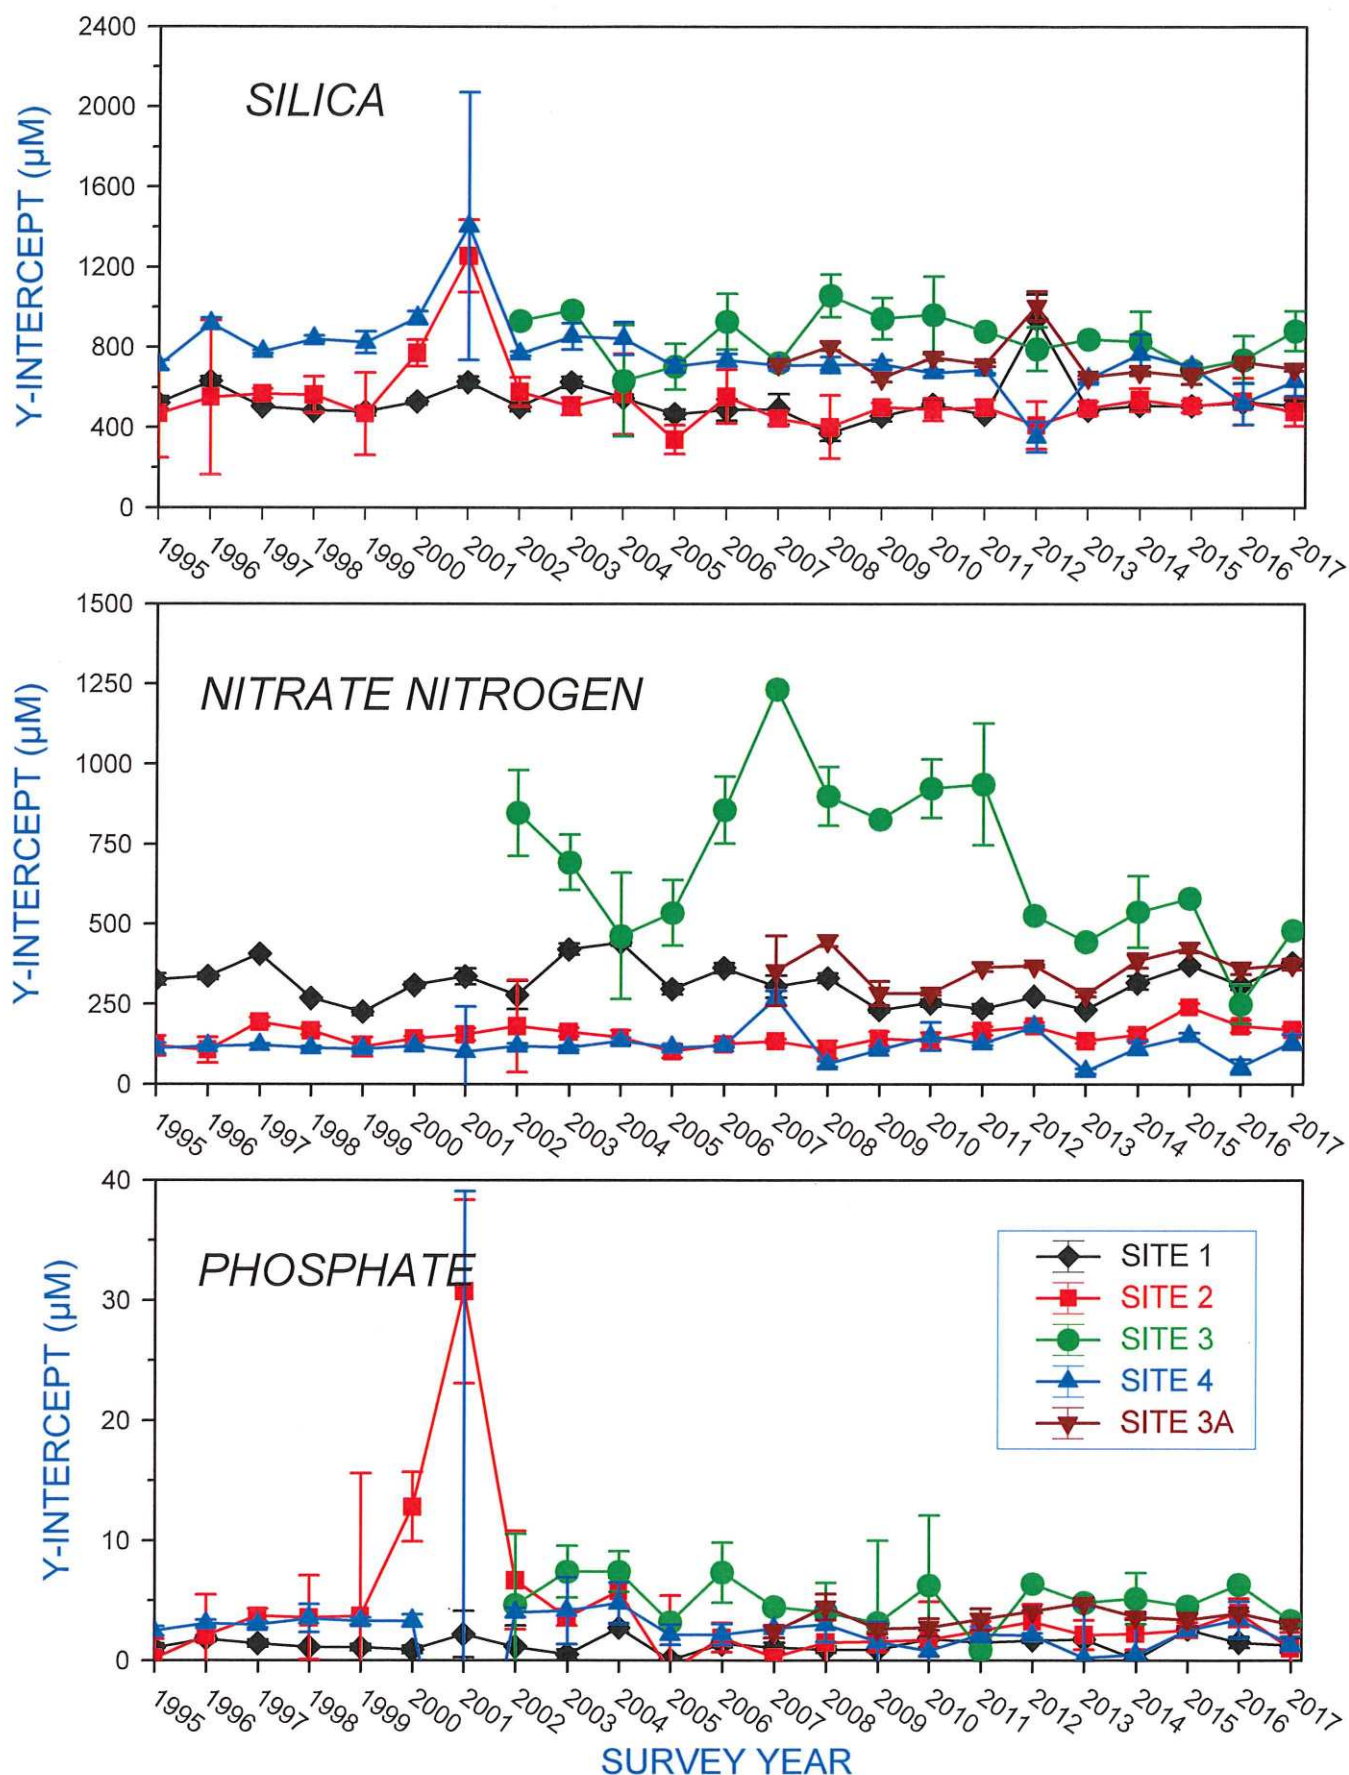 2400
2000
1600
1200
800
400
0
Y-INTERCEPT (µM)
SILICA
1995 1996 1997 1998 1999 2000 2001 2002 2003 2004 2005 2006 2007 2008 2009 2010 2011 2012 2013 2014 2015 2016 2017
1500
1250
1000
750
500
250
0
Y-INTERCEPT (µM)
NITRATE NITROGEN
1995 1996 1997 1998 1999 2000 2001 2002 2003 2004 2005 2006 2007 2008 2009 2010 2011 2012 2013 2014 2015 2016 2017
40
30
20
10
0
Y-INTERCEPT (µM)
PHOSPHATE
SITE 1
SITE 2
SITE 3
SITE 4
SITE 3A
1995 1996 1997 1998 1999 2000 2001 2002 2003 2004 2005 2006 2007 2008 2009 2010 2011 2012 2013 2014 2015 2016 2017
SURVEY YEAR